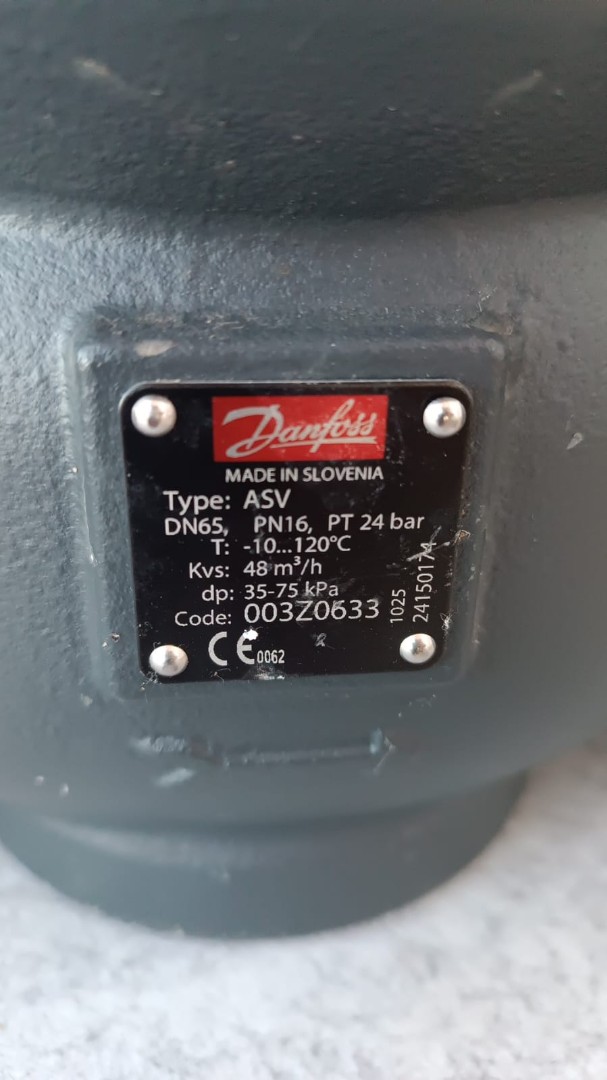 Danfoss
MADE IN SLOVENIA
Type: ASV
DN65, PN16, PT 24 bar
T: -10...120°C
Kvs: 48 m³/h
dp: 35-75 kPa
Code: 003Z0633
1025
24150174
CE 0062